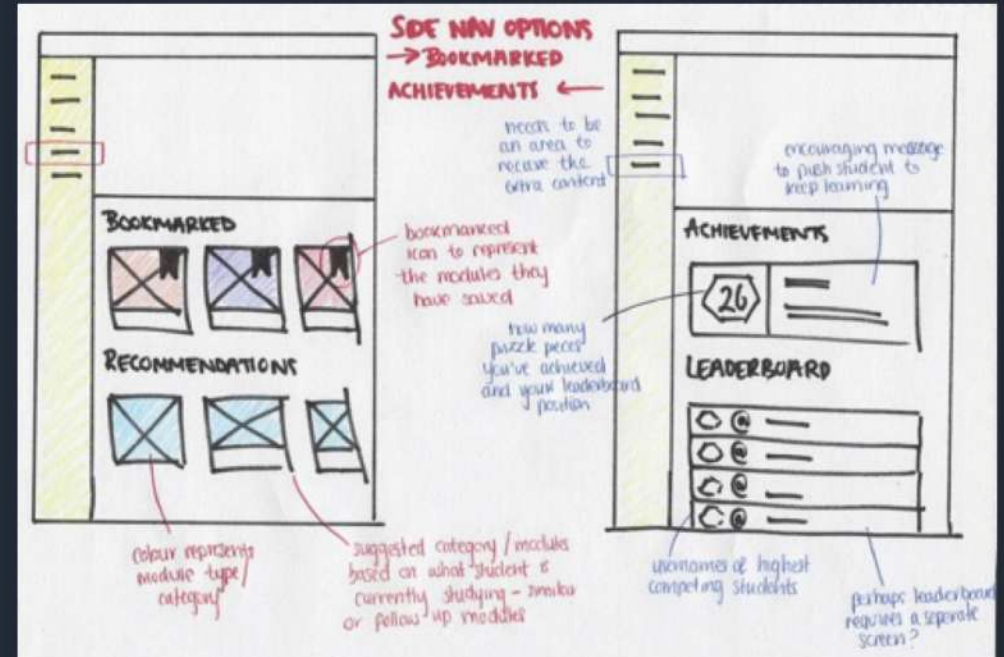 SIDE NAV OPTIONS
→ BOOKMARKED
ACHIEVEMENTS ←
needs to be
an area to
the
extra content
encouraging message
to push student to
keep learning
BOOKMARKED
bookmarked
icon to represent
the modules they
have saved
RECOMMENDATIONS
colour represents
module type/
category
suggested category/modules
based on what student is
currently studying - similar
or follow up modules
ACHIEVEMENTS
26
how many
puzzle peces
you've achieved
and your leaderboard
position
LEADERBOARD
@
@
@
@
usernames of highest
competing students
perhaps leaderboard
requires a seperate
screen?